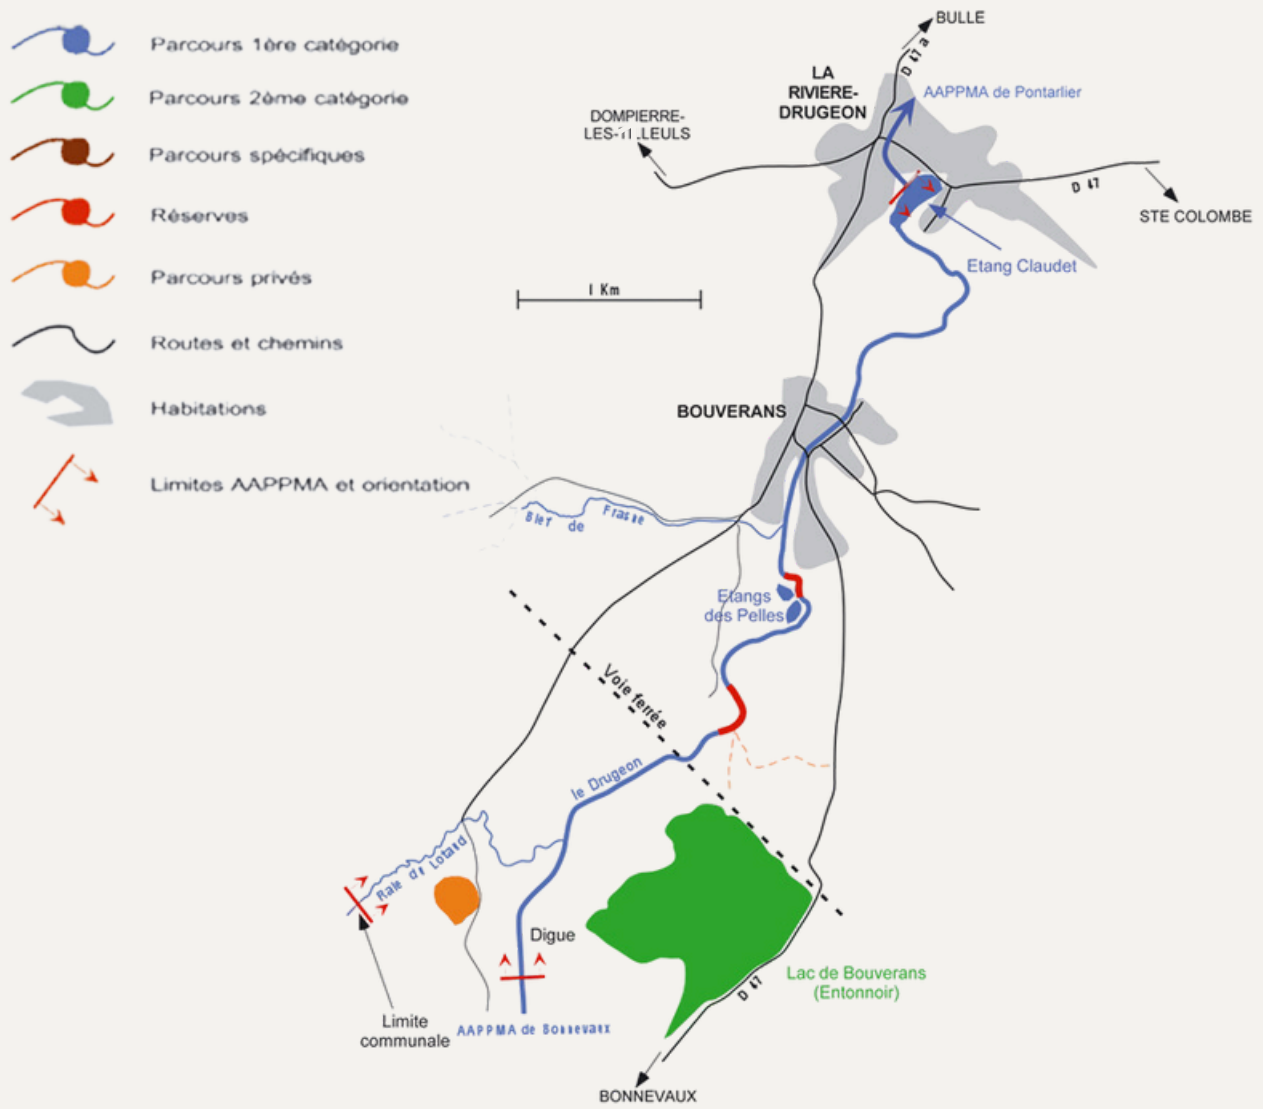 Parcours 1ère catégorie
Parcours 2ème catégorie
Parcours spécifiques
Réserves
Parcours privés
Routes et chemins
Habitations
Limites AAPPMA et orientation
BULLE
D 47 a
LA
RIVIERE-
DRUGEON
AAPPMA de Pontarlier
DOMPIERRE-
D 47
STE COLOMBE
Etang Claudet
1 Km
BOUVERANS
Bief de Frasne
Etangs
des Pelles
Voie ferrée
le Drugeon
Raie du Lotaud
Digue
Lac de Bouverans
(Entonnoir)
D 47
Limite
communale
AAPPMA de Bonnevaux
BONNEVAUX